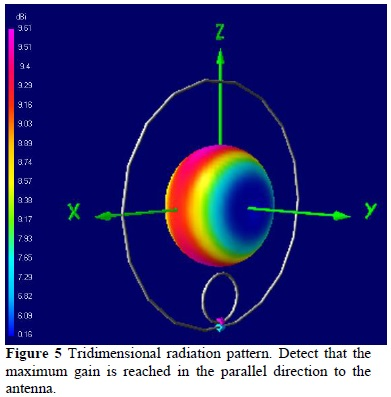 dBi
9.61
9.51
9.4
9.29
9.16
9.03
8.89
8.74
8.57
8.39
8.17
7.93
7.65
7.29
6.82
6.09
0.16
Z
X
Y
Figure 5 Tridimensional radiation pattern. Detect that the
maximum gain is reached in the parallel direction to the
antenna.